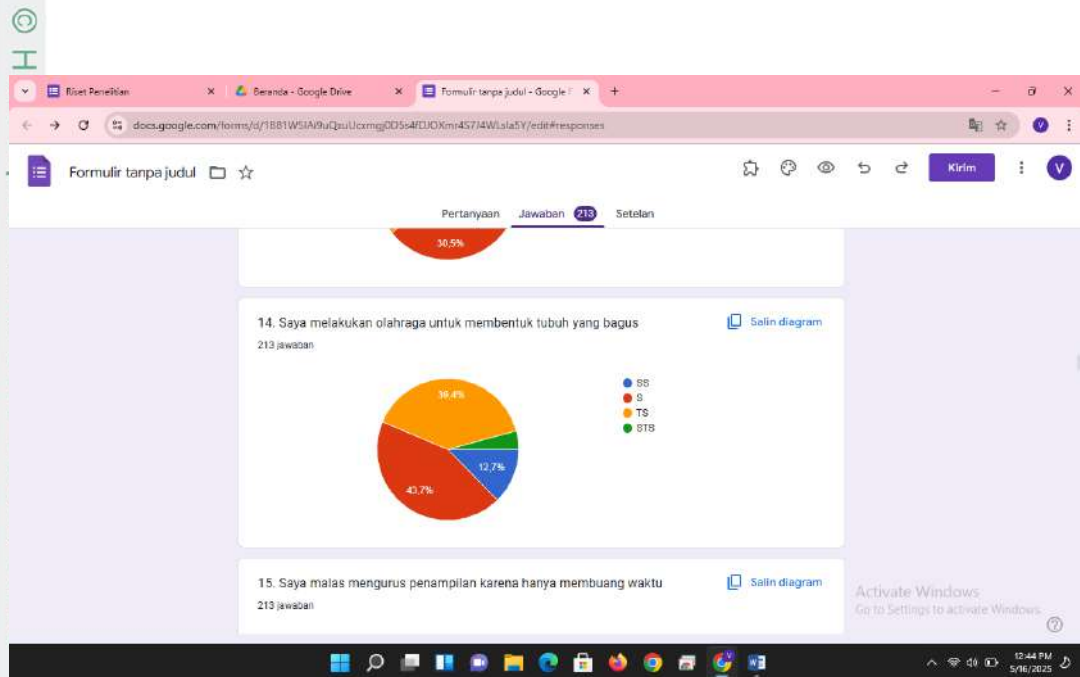 Riset Penelitian
Beranda - Google Drive
Formulir tanpa judul - Google F
Formulir tanpa judul
Kirim
V
Pertanyaan Jawaban 213 Setelan
30,5%
14. Saya melakukan olahraga untuk membentuk tubuh yang bagus
Salin diagram
213 jawaban
39,4%
12,7%
43,7%
SS
S
TS
STS
15. Saya malas mengurus penampilan karena hanya membuang waktu
Salin diagram
213 jawaban
Activate Windows
Go to Settings to activate Windows.
12:44 PM
5/16/2025